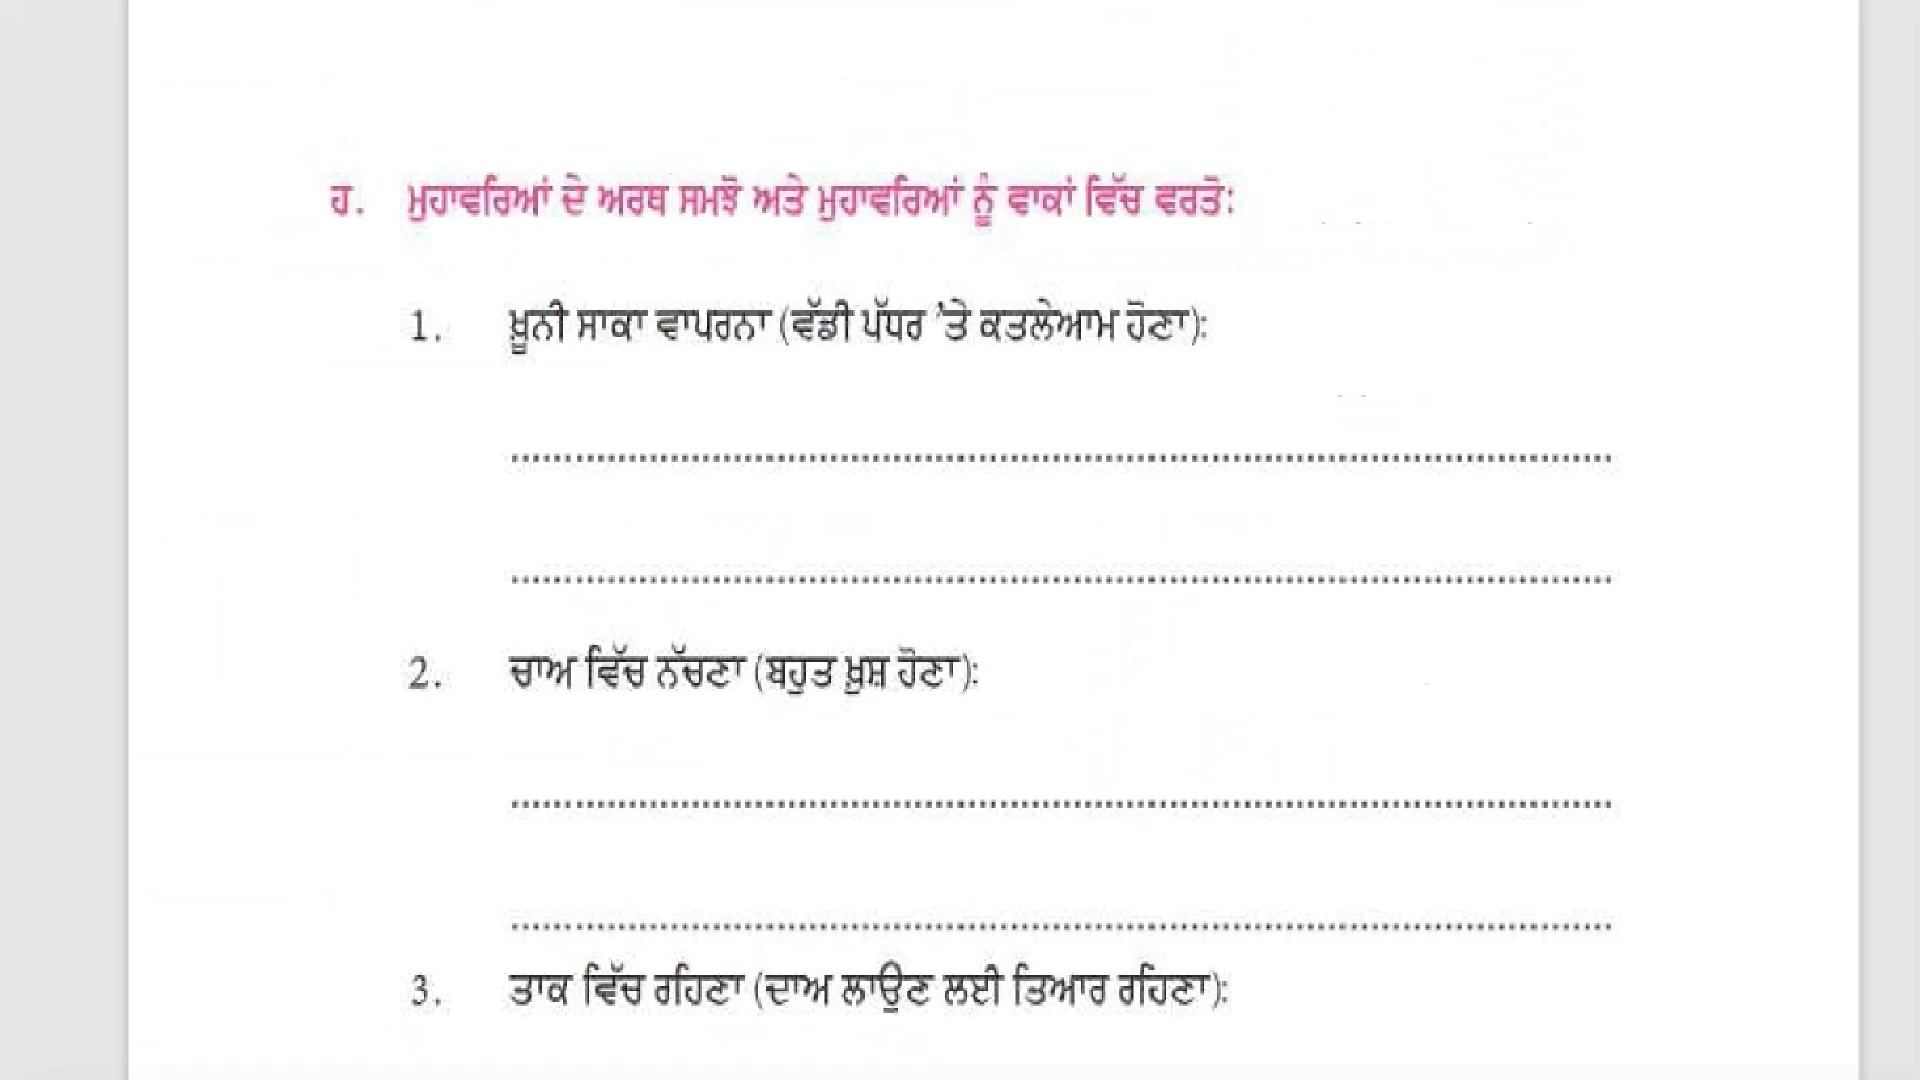 ਹ. ਮੁਹਾਵਰਿਆਂ ਦੇ ਅਰਥ ਸਮਝੋ ਅਤੇ ਮੁਹਾਵਰਿਆਂ ਨੂੰ ਵਾਕਾਂ ਵਿੱਚ ਵਰਤੋ:
1. ਖ਼ੂਨੀ ਸਾਕਾ ਵਾਪਰਨਾ (ਵੱਡੀ ਪੱਧਰ 'ਤੇ ਕਤਲੇਆਮ ਹੋਣਾ):
2. ਚਾਅ ਵਿੱਚ ਨੱਚਣਾ (ਬਹੁਤ ਖ਼ੁਸ਼ ਹੋਣਾ):
3. ਤਾਕ ਵਿੱਚ ਰਹਿਣਾ (ਦਾਅ ਲਾਉਣ ਲਈ ਤਿਆਰ ਰਹਿਣਾ):